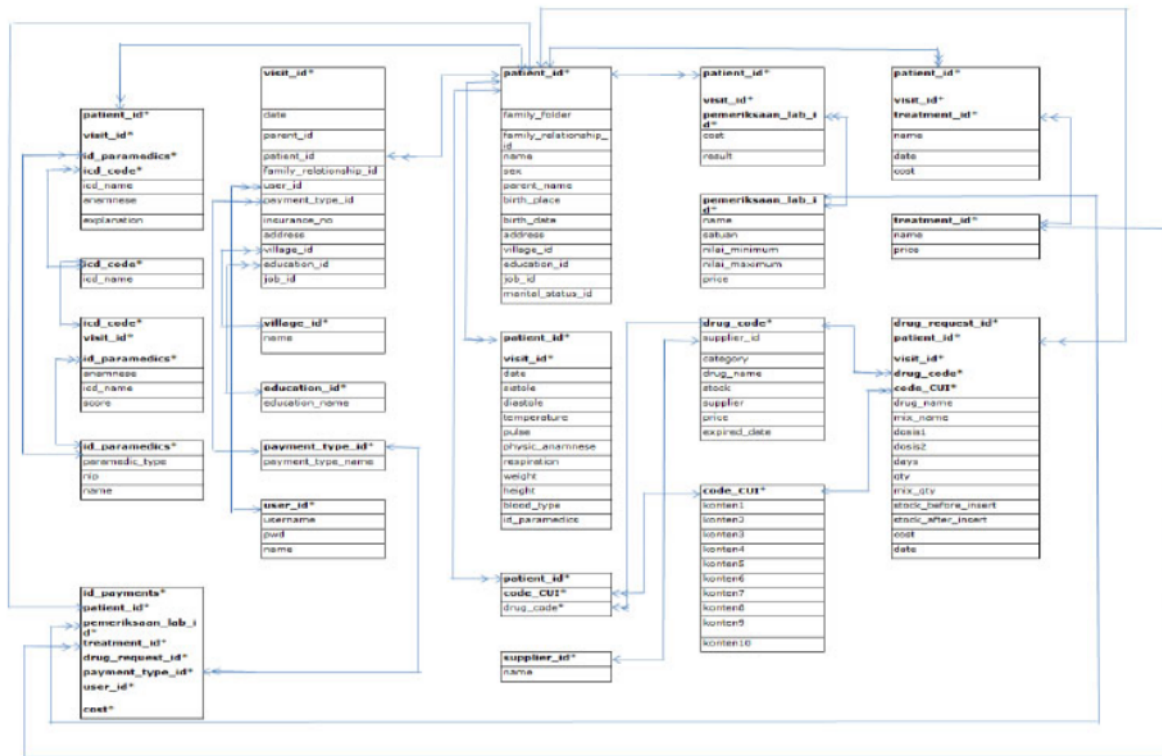 patient_id*
visit_id*
id_paramedics*
icd_code*
icd_name
anamnese
explanation
icd_code*
icd_name
icd_code*
visit_id*
id_paramedics*
anamnese
icd_name
score
id_paramedics*
paramedic_type
nip
name
id_payments*
patient_id*
pemeriksaan_lab_i
d*
treatment_id*
drug_request_id*
payment_type_id*
user_id*
cost*
visit_id*
date
parent_id
patient_id
family_relationship_id
user_id
payment_type_id
insurance_no
address
village_id
education_id
job_id
village_id*
name
education_id*
education_name
payment_type_id*
payment_type_name
user_id*
username
pwd
name
patient_id*
family_folder
family_relationship_
id
name
sex
parent_name
birth_place
birth_date
address
village_id
education_id
job_id
marital_status_id
patient_id*
visit_id*
date
sistole
diastole
temperature
pulse
physic_anamnese
respiration
weight
height
blood_type
id_paramedics
patient_id*
code_CUI*
drug_code*
supplier_id*
name
patient_id*
visit_id*
pemeriksaan_lab_i
d*
cost
result
pemeriksaan_lab_i
d*
name
satuan
nilai_minimum
nilai_maximum
price
drug_code*
supplier_id
category
drug_name
stock
supplier
price
expired_date
code_CUI*
konten1
konten2
konten3
konten4
konten5
konten6
konten7
konten8
konten9
konten10
patient_id*
visit_id*
treatment_id*
name
date
cost
treatment_id*
name
price
drug_request_id*
patient_id*
visit_id*
drug_code*
code_CUI*
drug_name
mix_name
dosis1
dosis2
days
qty
mix_qty
stock_before_insert
stock_after_insert
cost
date